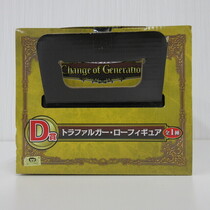 Change of Generatio
D賞
トラファルガー・ローフィギュア
全1種